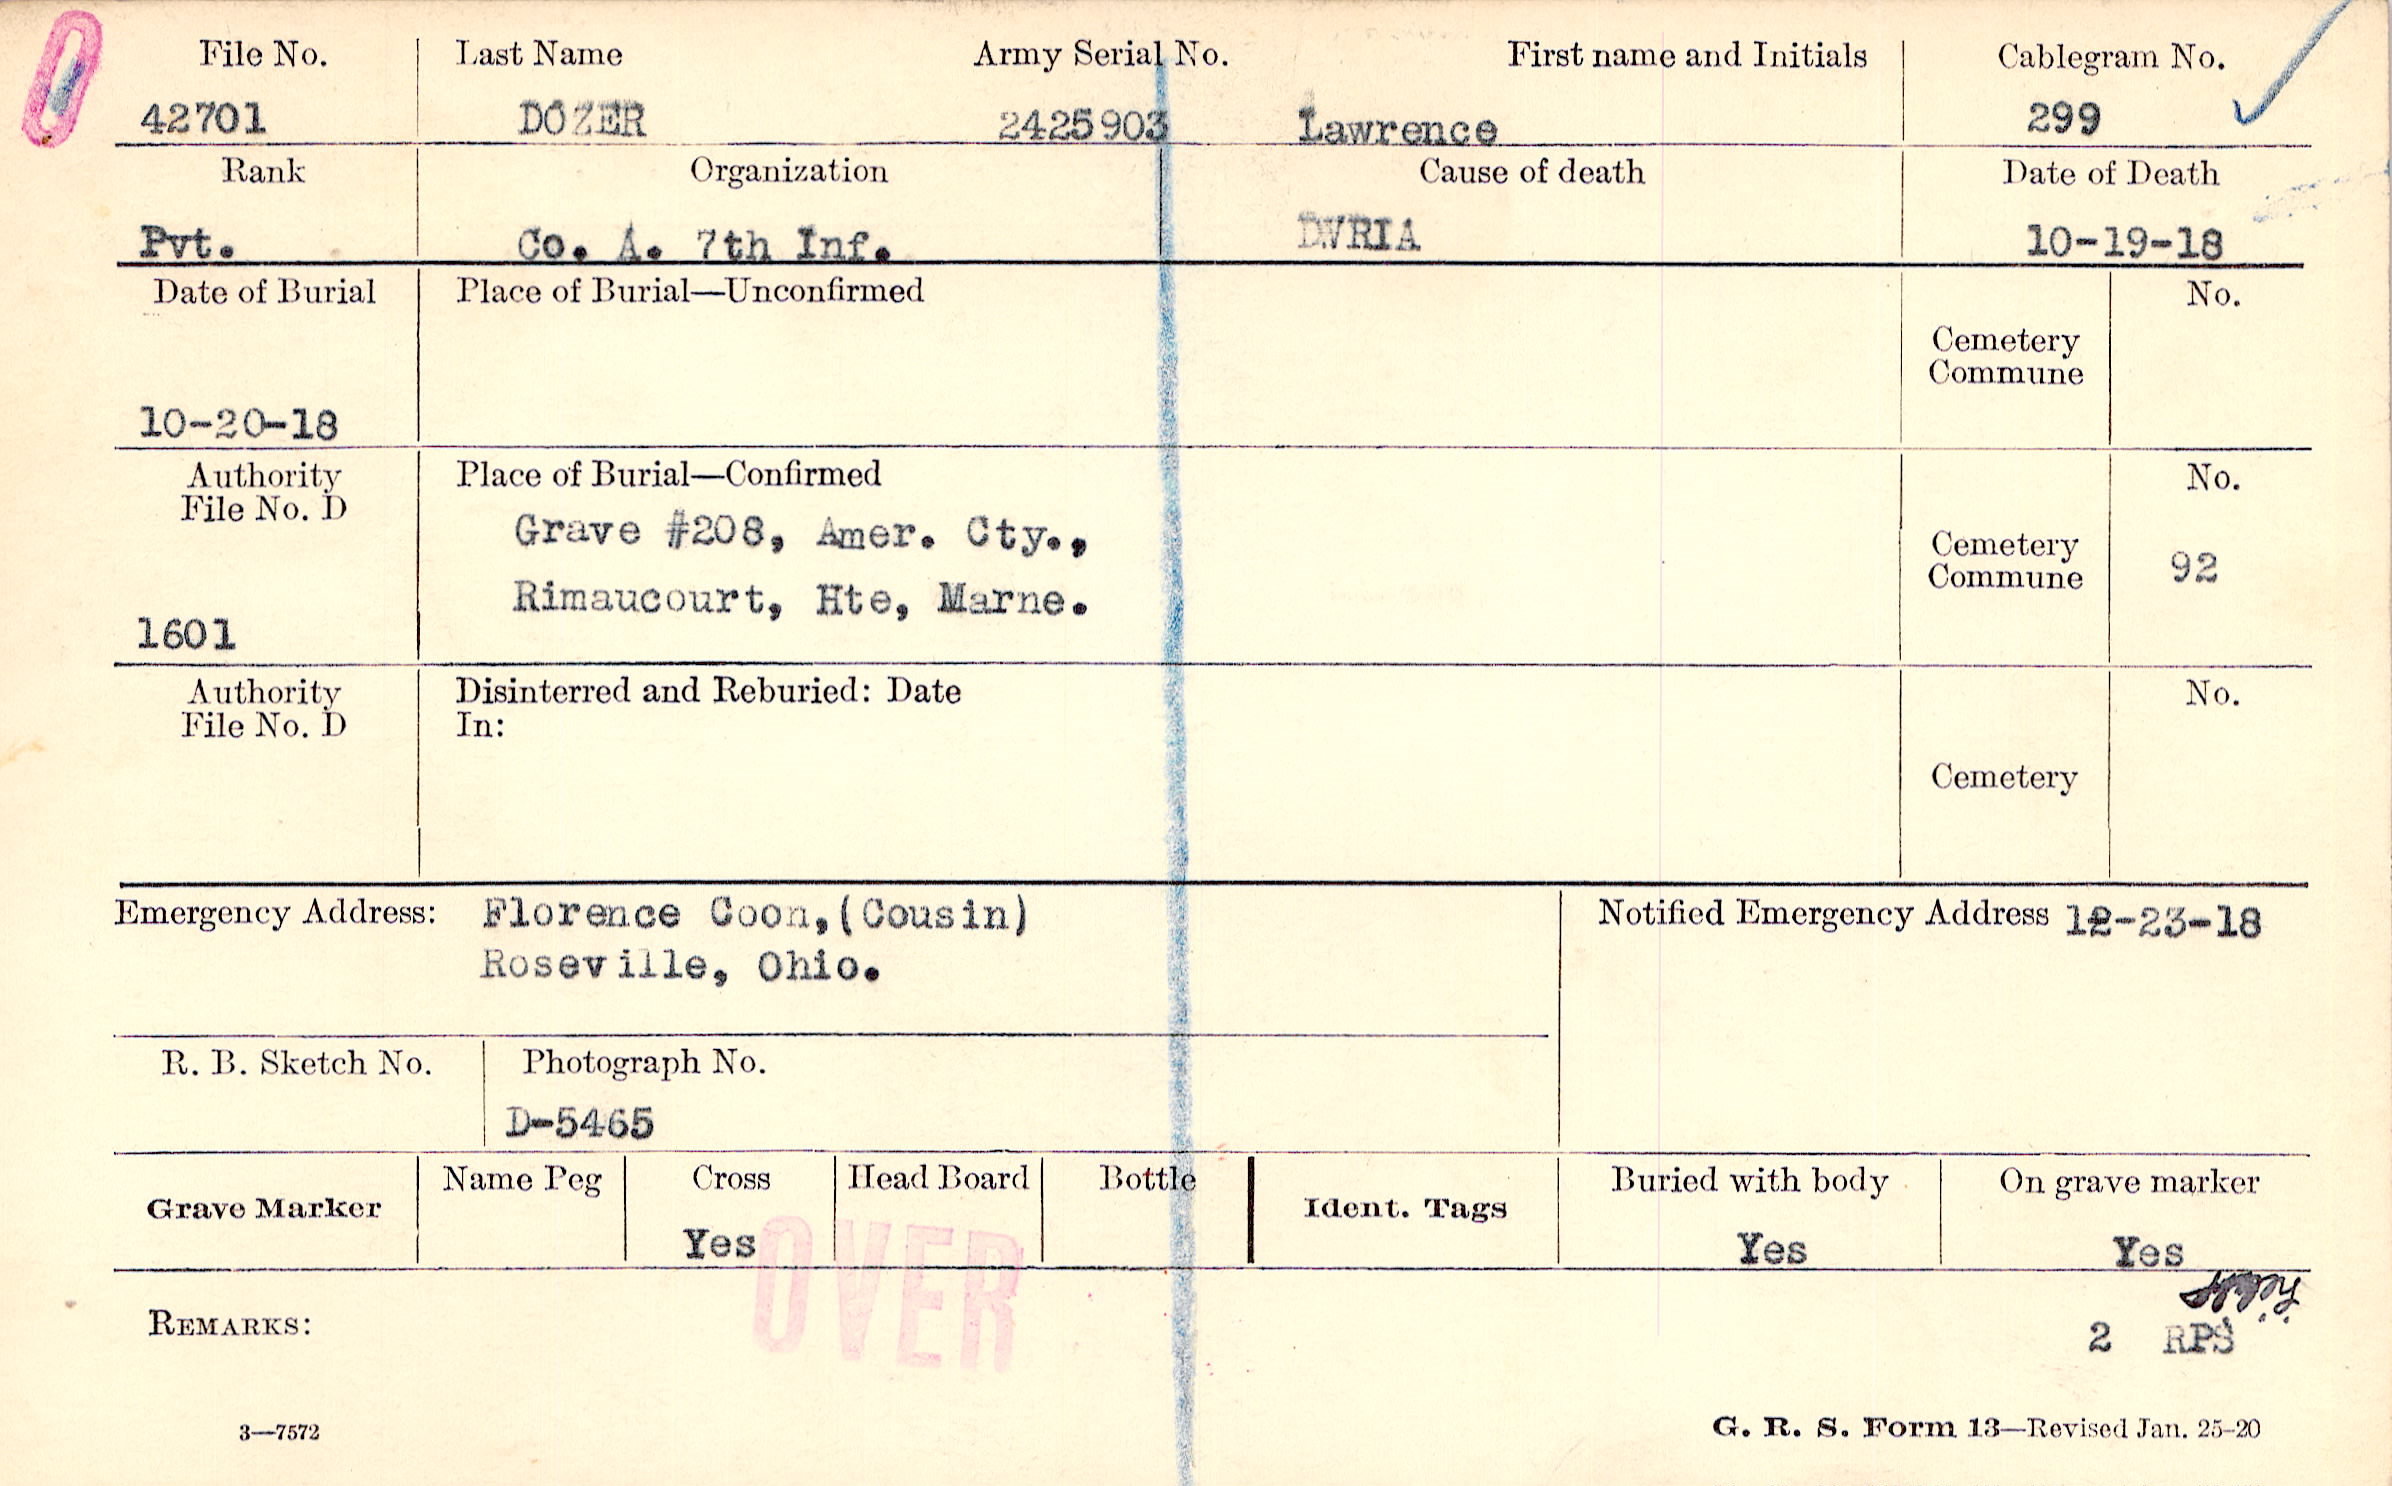 File No. Last Name Army Serial No. First name and Initials Cablegram No.
42701 DOZER 2425903 Lawrence 299
Rank Organization Cause of death Date of Death
Pvt. Co. A. 7th Inf. DWRIA 10-19-18
Date of Burial Place of Burial—Unconfirmed No.
Cemetery
Commune
10-20-18
Authority Place of Burial—Confirmed No.
File No. D
Grave #208, Amer. Cty.,
Cemetery
Commune 92
Rimaucourt, Hte, Marne.
1601
Authority Disinterred and Reburied: Date No.
File No. D In:
Cemetery
Emergency Address: Florence Coon,(Cousin) Notified Emergency Address 12-23-18
Roseville, Ohio.
R. B. Sketch No. Photograph No.
D-5465
Grave Marker Name Peg Cross Head Board Bottle Ident. Tags Buried with body On grave marker
Yes Yes Yes
OVER
REMARKS:
2 RPS
3—7572 G. R. S. Form 13—Revised Jan. 25-20